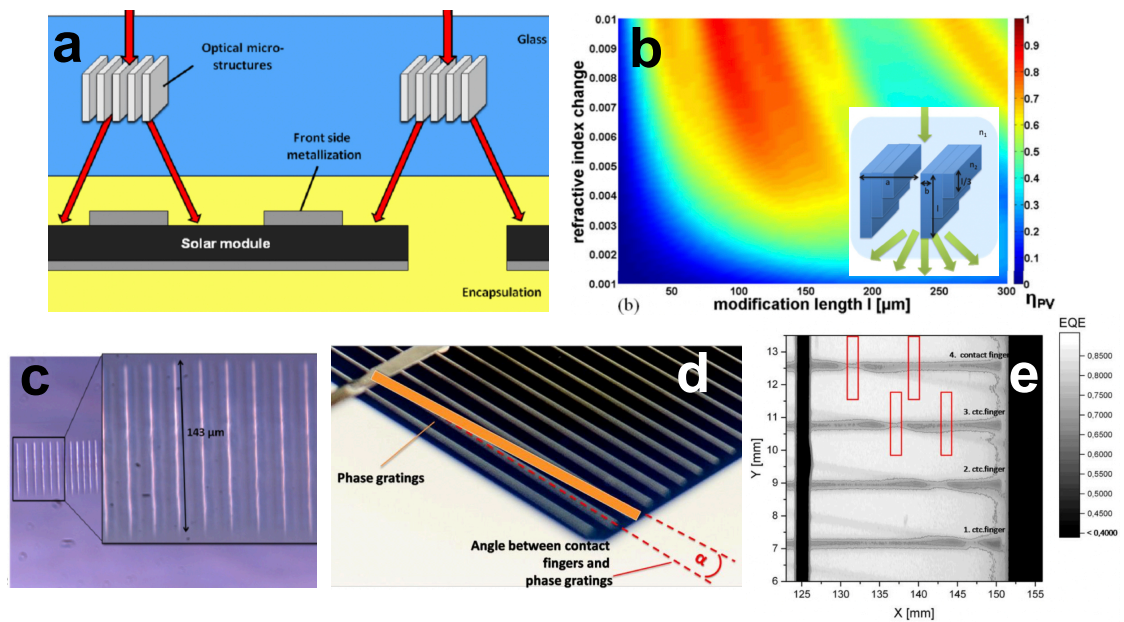 a
Optical micro-
structures
Glass
Front side
metallization
Solar module
Encapsulation
b
refractive index change
0.01
0.009
0.008
0.007
0.006
0.005
0.004
0.003
0.002
0.001
50
100
150
200
250
300
(b)
modification length l [µm]
n₁
n₂
a
b
l
l/3
1
0.9
0.8
0.7
0.6
0.5
0.4
0.3
0.2
0.1
0
ηPV
c
143 µm
d
Phase gratings
Angle between contact
fingers and
phase gratings
α
e
Y [mm]
13
12
11
10
9
8
7
6
4. contact finger
3. ctc.finger
2. ctc.finger
1. ctc.finger
125
130
135
140
145
150
155
X [mm]
EQE
0,8500
0,8000
0,7500
0,7000
0,6500
0,6000
0,5500
0,5000
0,4500
< 0,4000